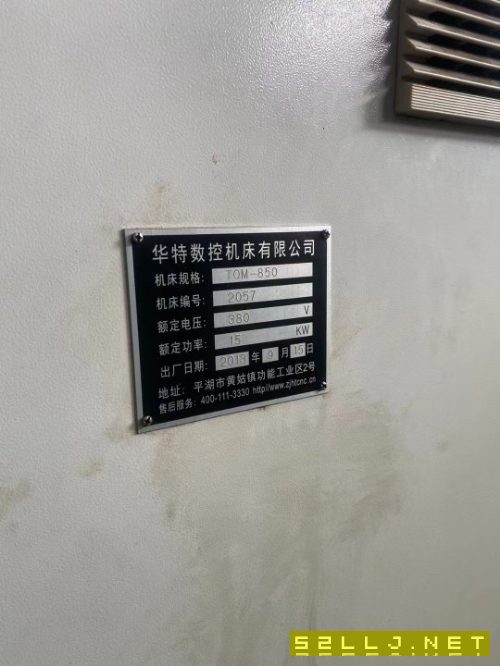 华特数控机床有限公司
机床规格: TOM-850
机床编号: 2057
额定电压: 380 V
额定功率: 15 KW
出厂日期: 2013 年 9 月 15 日
地址: 平湖市黄姑镇功能工业区2号
售后服务: 400-111-3330 http//www.zjhtcnc.cn
52LLJ.NET